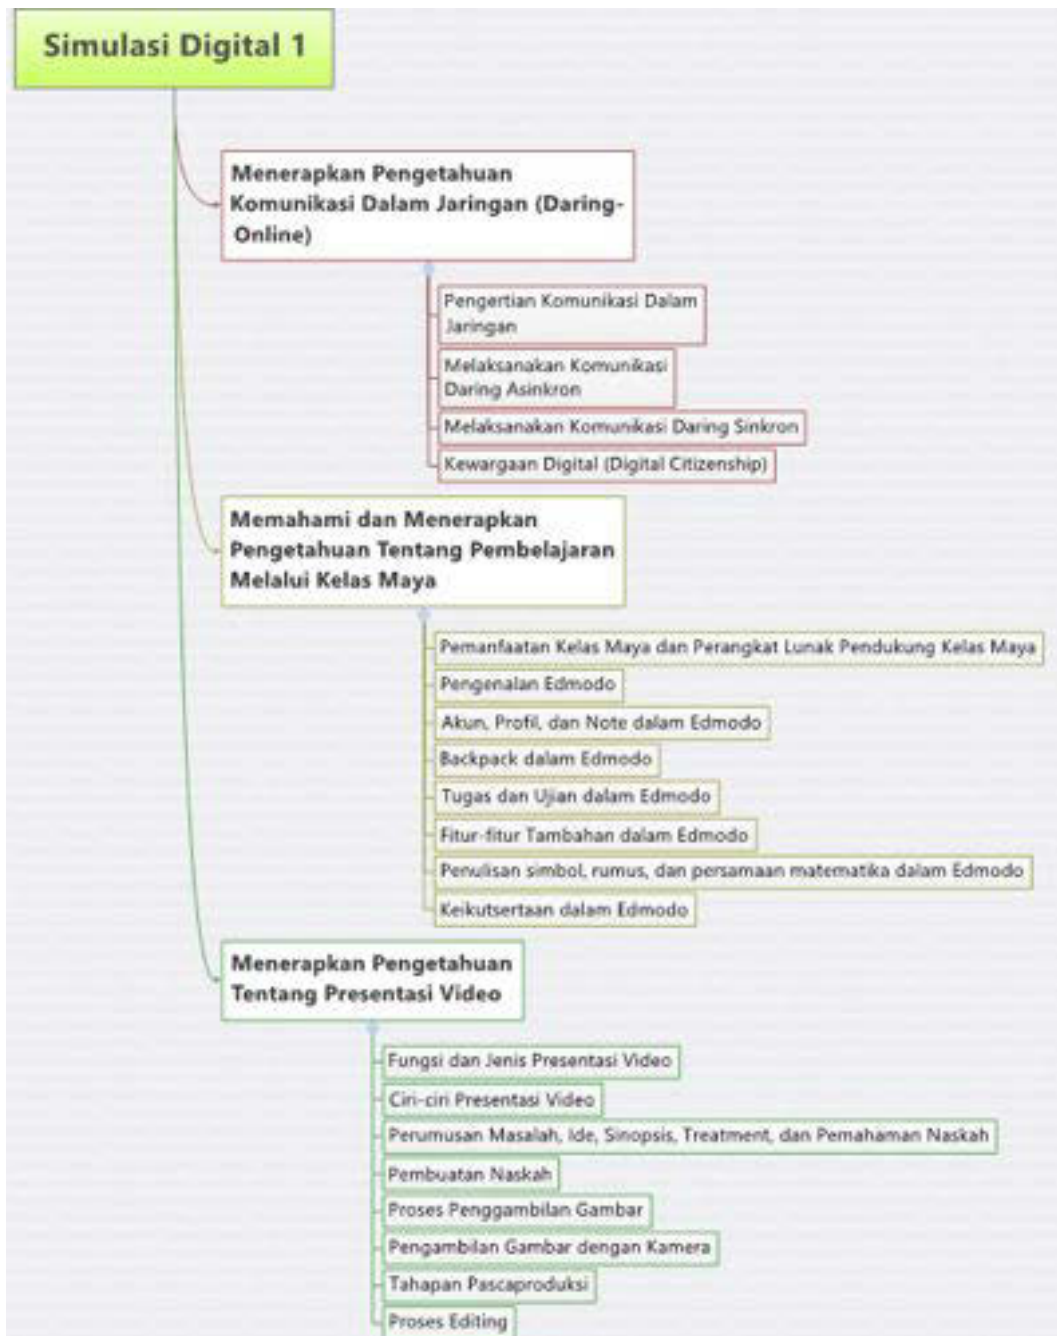 Simulasi Digital 1
Menerapkan Pengetahuan
Komunikasi Dalam Jaringan (Daring-
Online)
Pengertian Komunikasi Dalam
Jaringan
Melaksanakan Komunikasi
Daring Asinkron
Melaksanakan Komunikasi Daring Sinkron
Kewargaan Digital (Digital Citizenship)
Memahami dan Menerapkan
Pengetahuan Tentang Pembelajaran
Melalui Kelas Maya
Pemanfaatan Kelas Maya dan Perangkat Lunak Pendukung Kelas Maya
Pengenalan Edmodo
Akun, Profil, dan Note dalam Edmodo
Backpack dalam Edmodo
Tugas dan Ujian dalam Edmodo
Fitur-fitur Tambahan dalam Edmodo
Penulisan simbol, rumus, dan persamaan matematika dalam Edmodo
Keikutsertaan dalam Edmodo
Menerapkan Pengetahuan
Tentang Presentasi Video
Fungsi dan Jenis Presentasi Video
Ciri-ciri Presentasi Video
Perumusan Masalah, Ide, Sinopsis, Treatment, dan Pemahaman Naskah
Pembuatan Naskah
Proses Penggambilan Gambar
Pengambilan Gambar dengan Kamera
Tahapan Pascaproduksi
Proses Editing